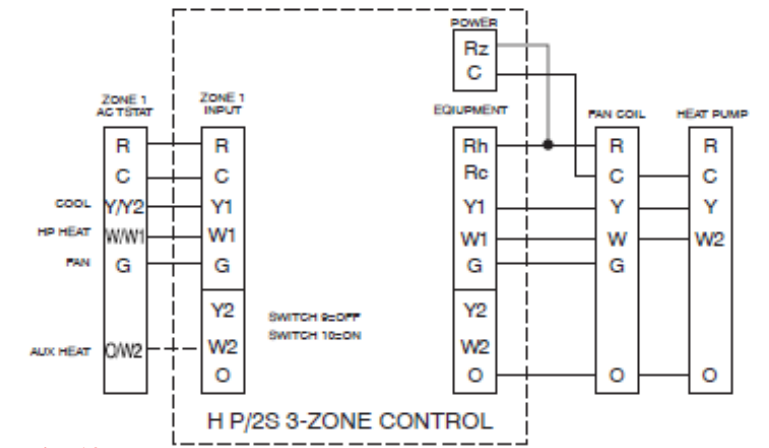 POWER
Rz
C
ZONE 1
AC TSTAT
ZONE 1
INPUT
EQIUPMENT
FAN COIL
HEAT PUMP
R
R
Rh
R
R
C
C
Rc
C
C
COOL
Y/Y2
Y1
Y1
Y
Y
HP HEAT
W/W1
W1
W1
W
W2
FAN
G
G
G
G
Y2
Y2
SWITCH 9=OFF
SWITCH 10=ON
AUX HEAT
O/W2
W2
W2
O
O
O
O
H P/2S 3-ZONE CONTROL